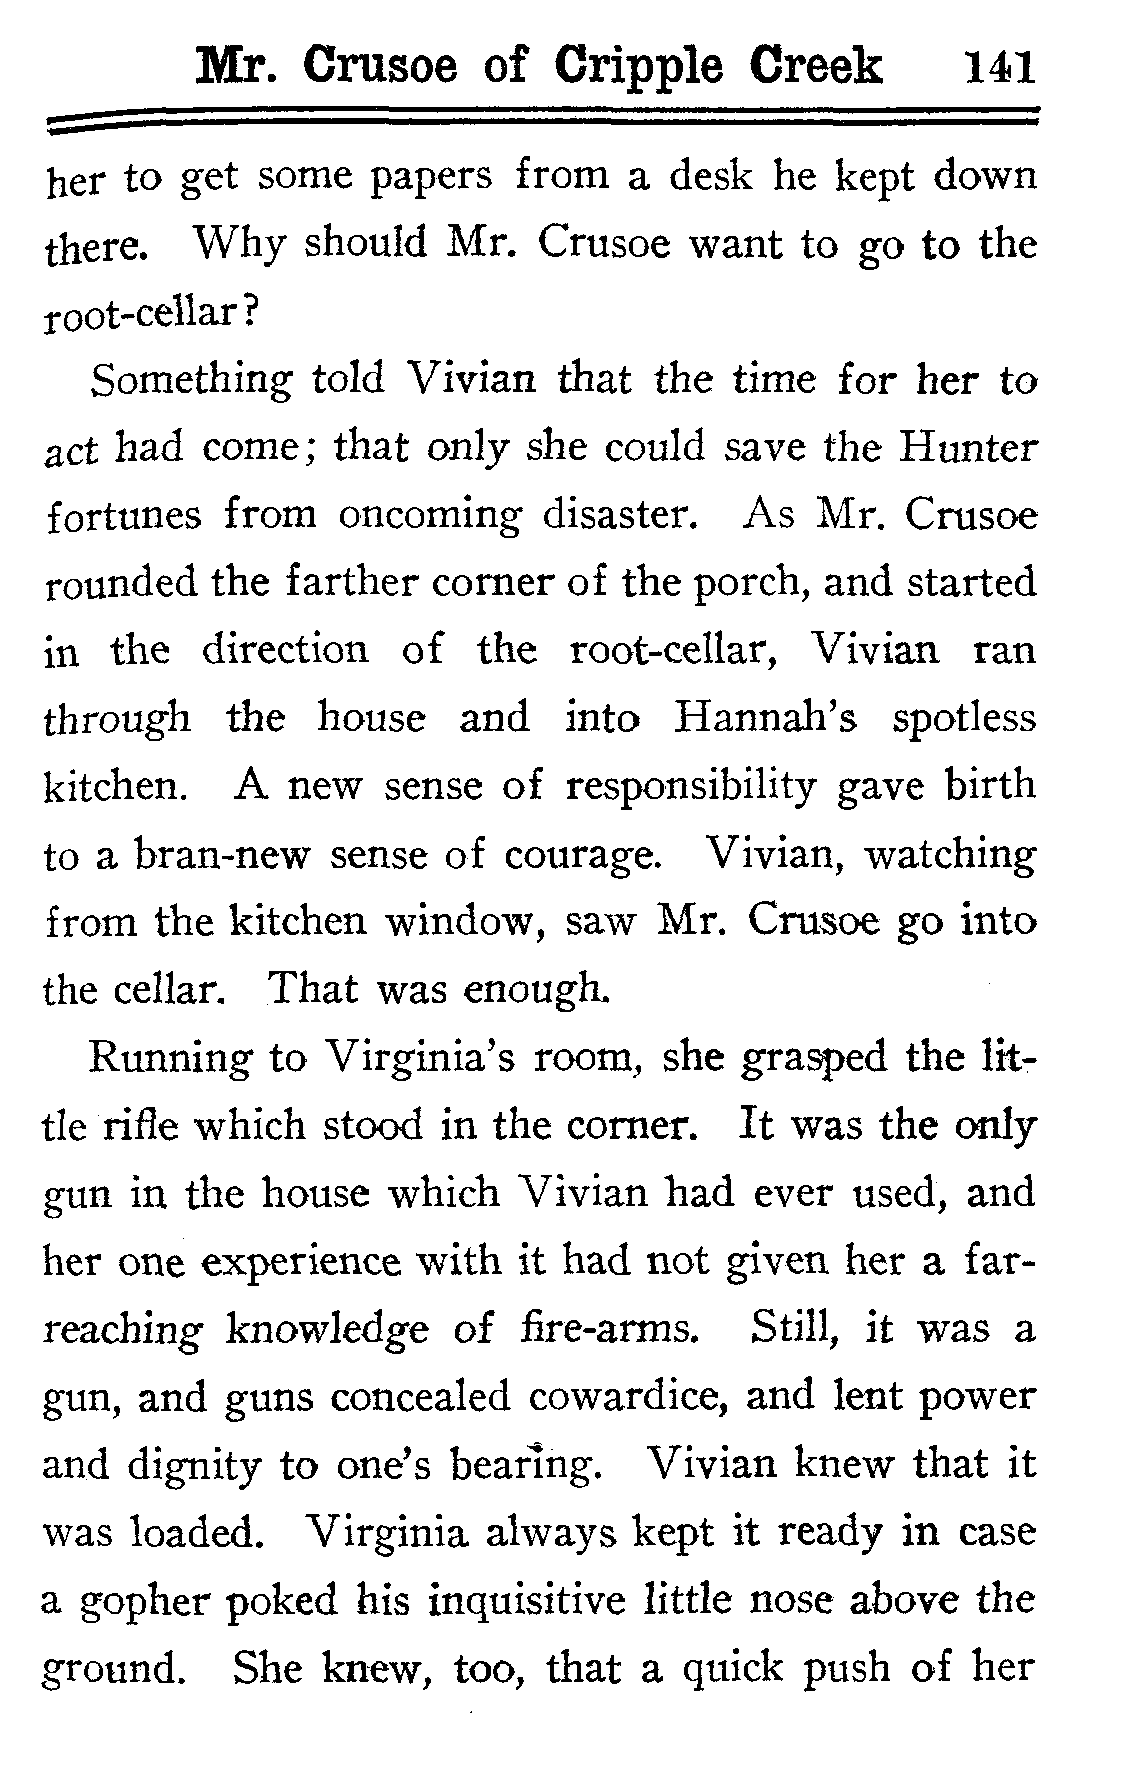 Mr. Crusoe of Cripple Creek 141
her to get some papers from a desk he kept down
there. Why should Mr. Crusoe want to go to the
root-cellar?
Something told Vivian that the time for her to
act had come; that only she could save the Hunter
fortunes from oncoming disaster. As Mr. Crusoe
rounded the farther corner of the porch, and started
in the direction of the root-cellar, Vivian ran
through the house and into Hannah's spotless
kitchen. A new sense of responsibility gave birth
to a bran-new sense of courage. Vivian, watching
from the kitchen window, saw Mr. Crusoe go into
the cellar. That was enough.
Running to Virginia's room, she grasped the lit-
tle rifle which stood in the corner. It was the only
gun in the house which Vivian had ever used, and
her one experience with it had not given her a far-
reaching knowledge of fire-arms. Still, it was a
gun, and guns concealed cowardice, and lent power
and dignity to one's bearing. Vivian knew that it
was loaded. Virginia always kept it ready in case
a gopher poked his inquisitive little nose above the
ground. She knew, too, that a quick push of her